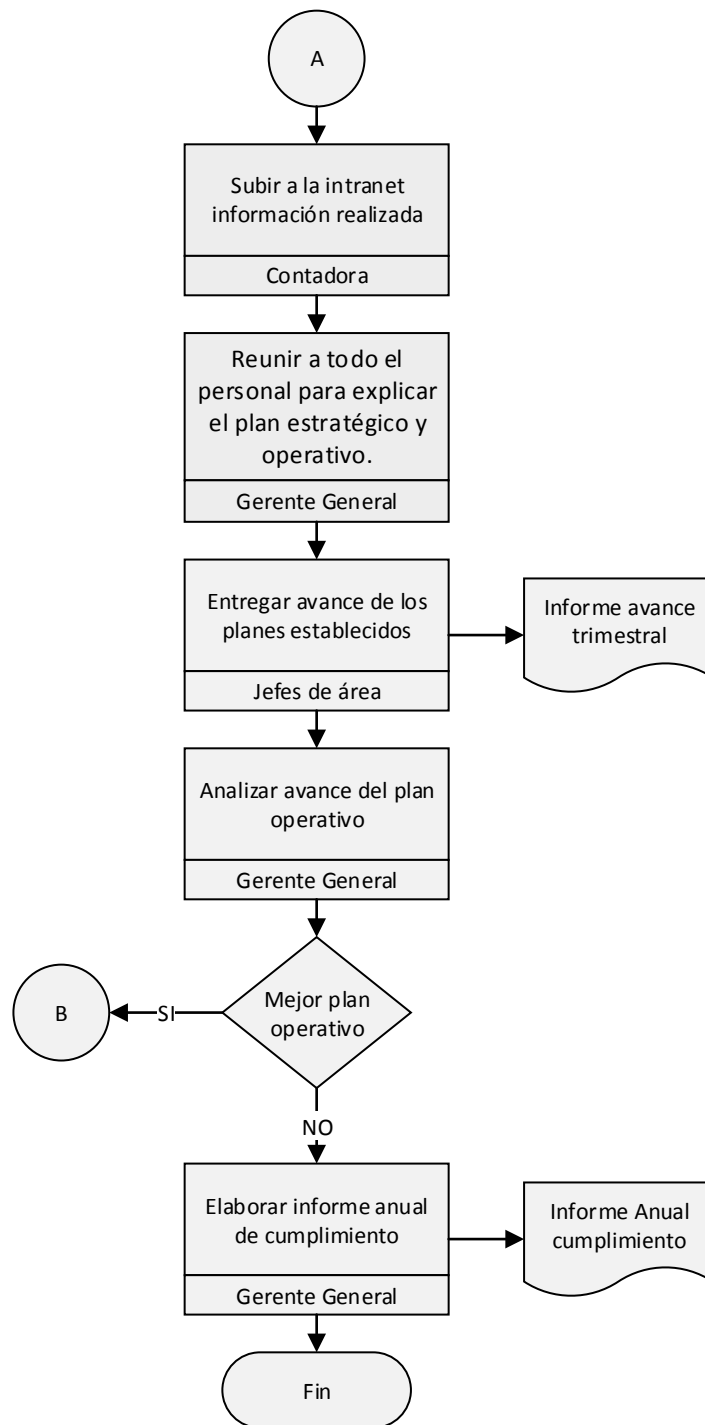 A
Subir a la intranet
información realizada
Contadora
Reunir a todo el
personal para explicar
el plan estratégico y
operativo.
Gerente General
Entregar avance de los
planes establecidos
Jefes de área
Informe avance
trimestral
Analizar avance del plan
operativo
Gerente General
Mejor plan
operativo
SI
B
NO
Elaborar informe anual
de cumplimiento
Gerente General
Informe Anual
cumplimiento
Fin